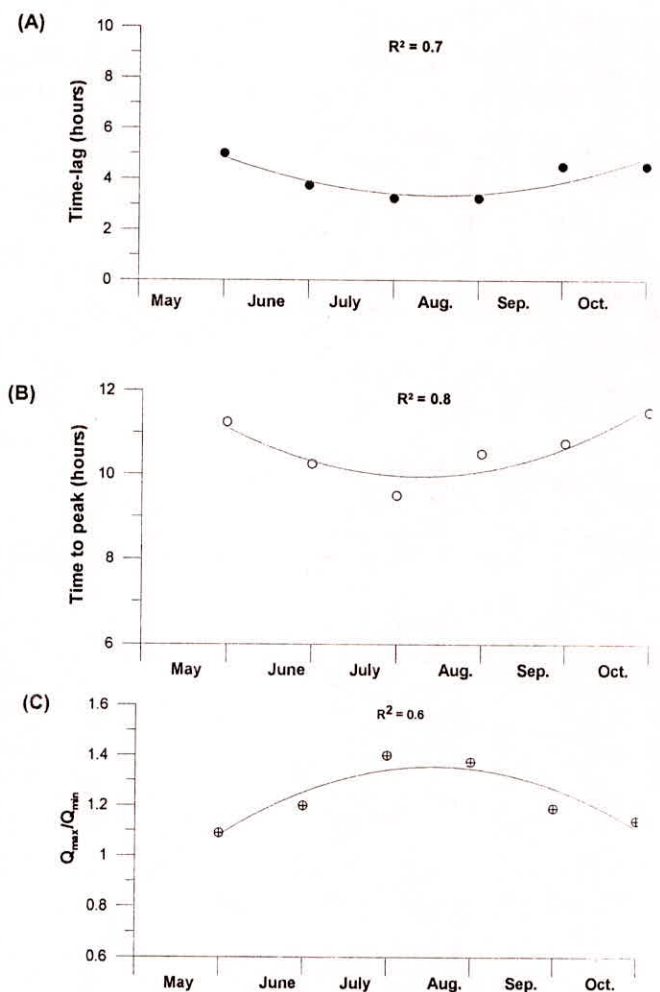 (A)
R² = 0.7
Time-lag (hours)
10
8
6
4
2
0
May June July Aug. Sep. Oct.
(B)
R² = 0.8
Time to peak (hours)
12
10
8
6
May June July Aug. Sep. Oct.
(C)
R² = 0.6
Qmax/Qmin
1.6
1.4
1.2
1
0.8
0.6
May June July Aug. Sep. Oct.